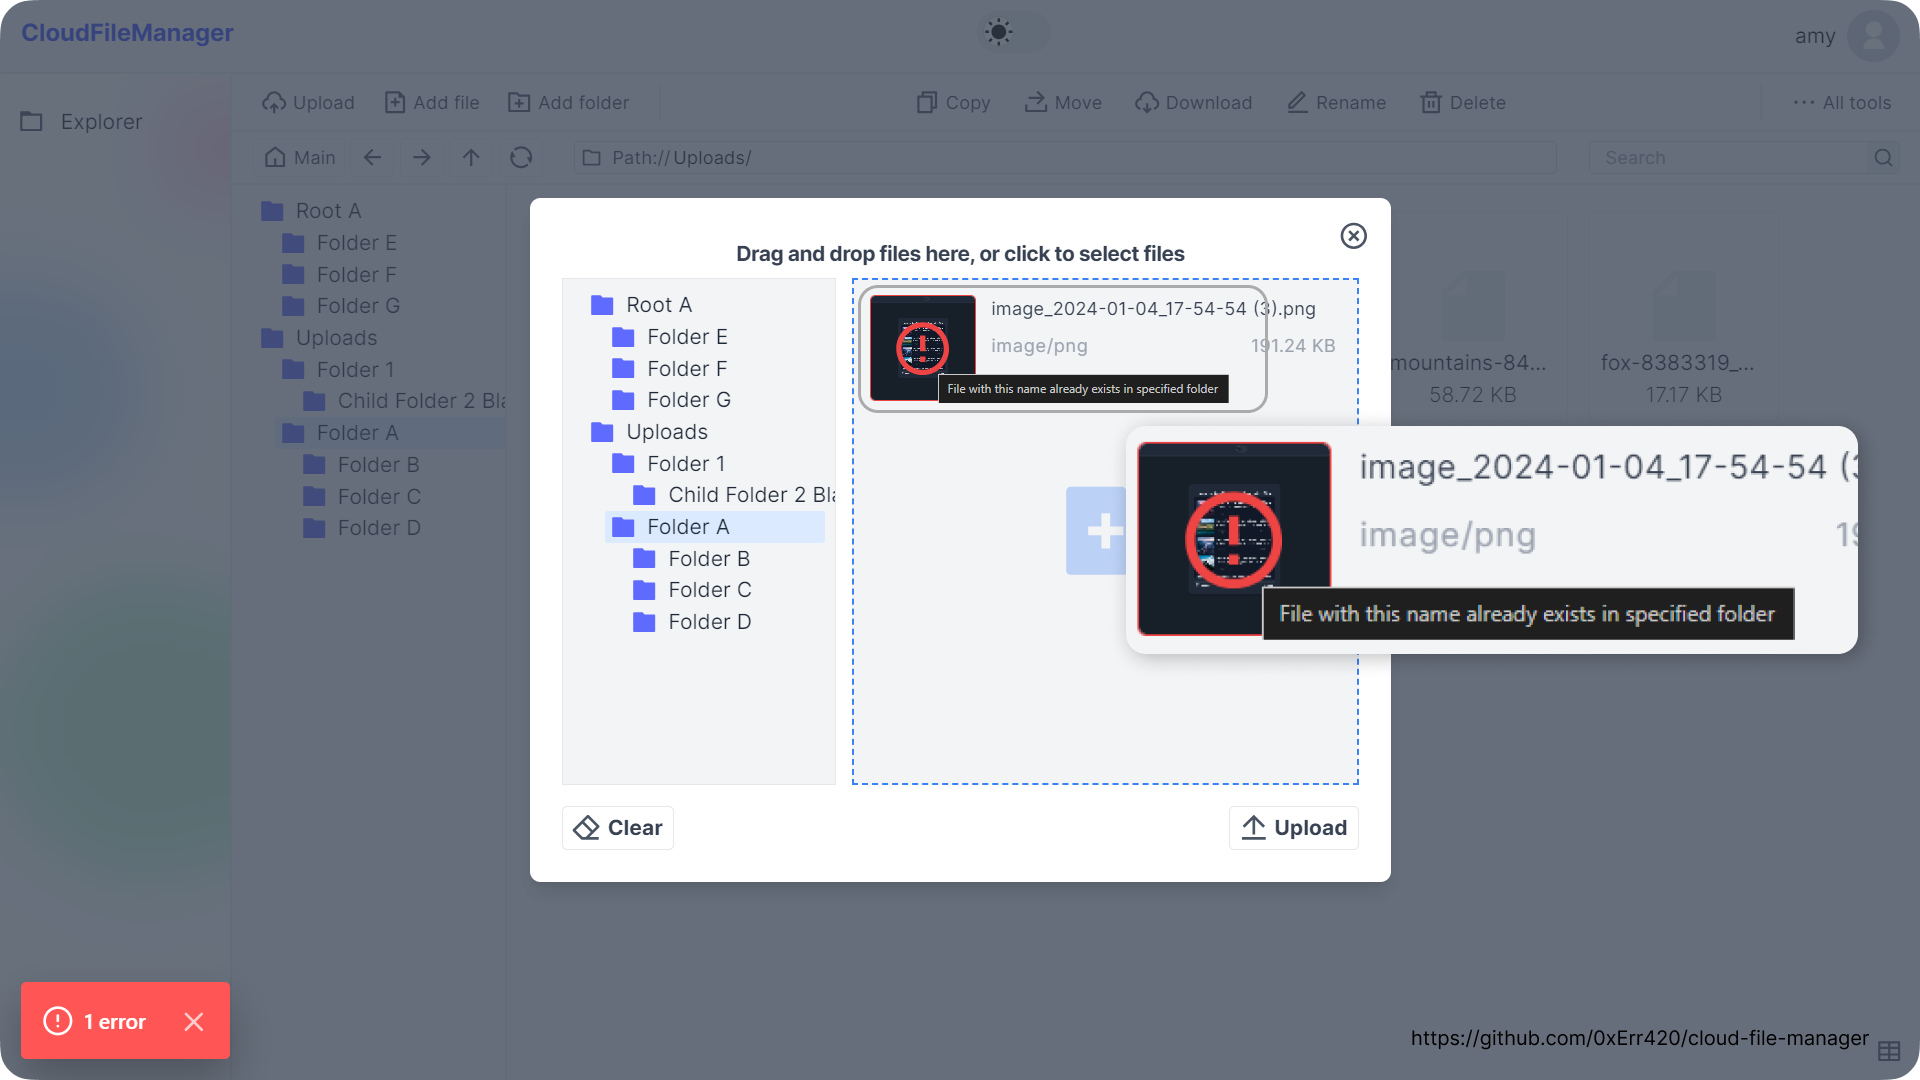 CloudFileManager
amy
Explorer
Upload
Add file
Add folder
Copy
Move
Download
Rename
Delete
All tools
Main
Path:// Uploads/
Search
Root A
Folder E
Folder F
Folder G
Uploads
Folder 1
Child Folder 2 Bla
Folder A
Folder B
Folder C
Folder D
Drag and drop files here, or click to select files
Root A
Folder E
Folder F
Folder G
Uploads
Folder 1
Child Folder 2 Bla
Folder A
Folder B
Folder C
Folder D
image_2024-01-04_17-54-54 (3).png
image/png
191.24 KB
File with this name already exists in specified folder
mountains-84...
58.72 KB
fox-8383319_...
17.17 KB
image_2024-01-04_17-54-54 (3
image/png
19
File with this name already exists in specified folder
Clear
Upload
1 error
https://github.com/0xErr420/cloud-file-manager